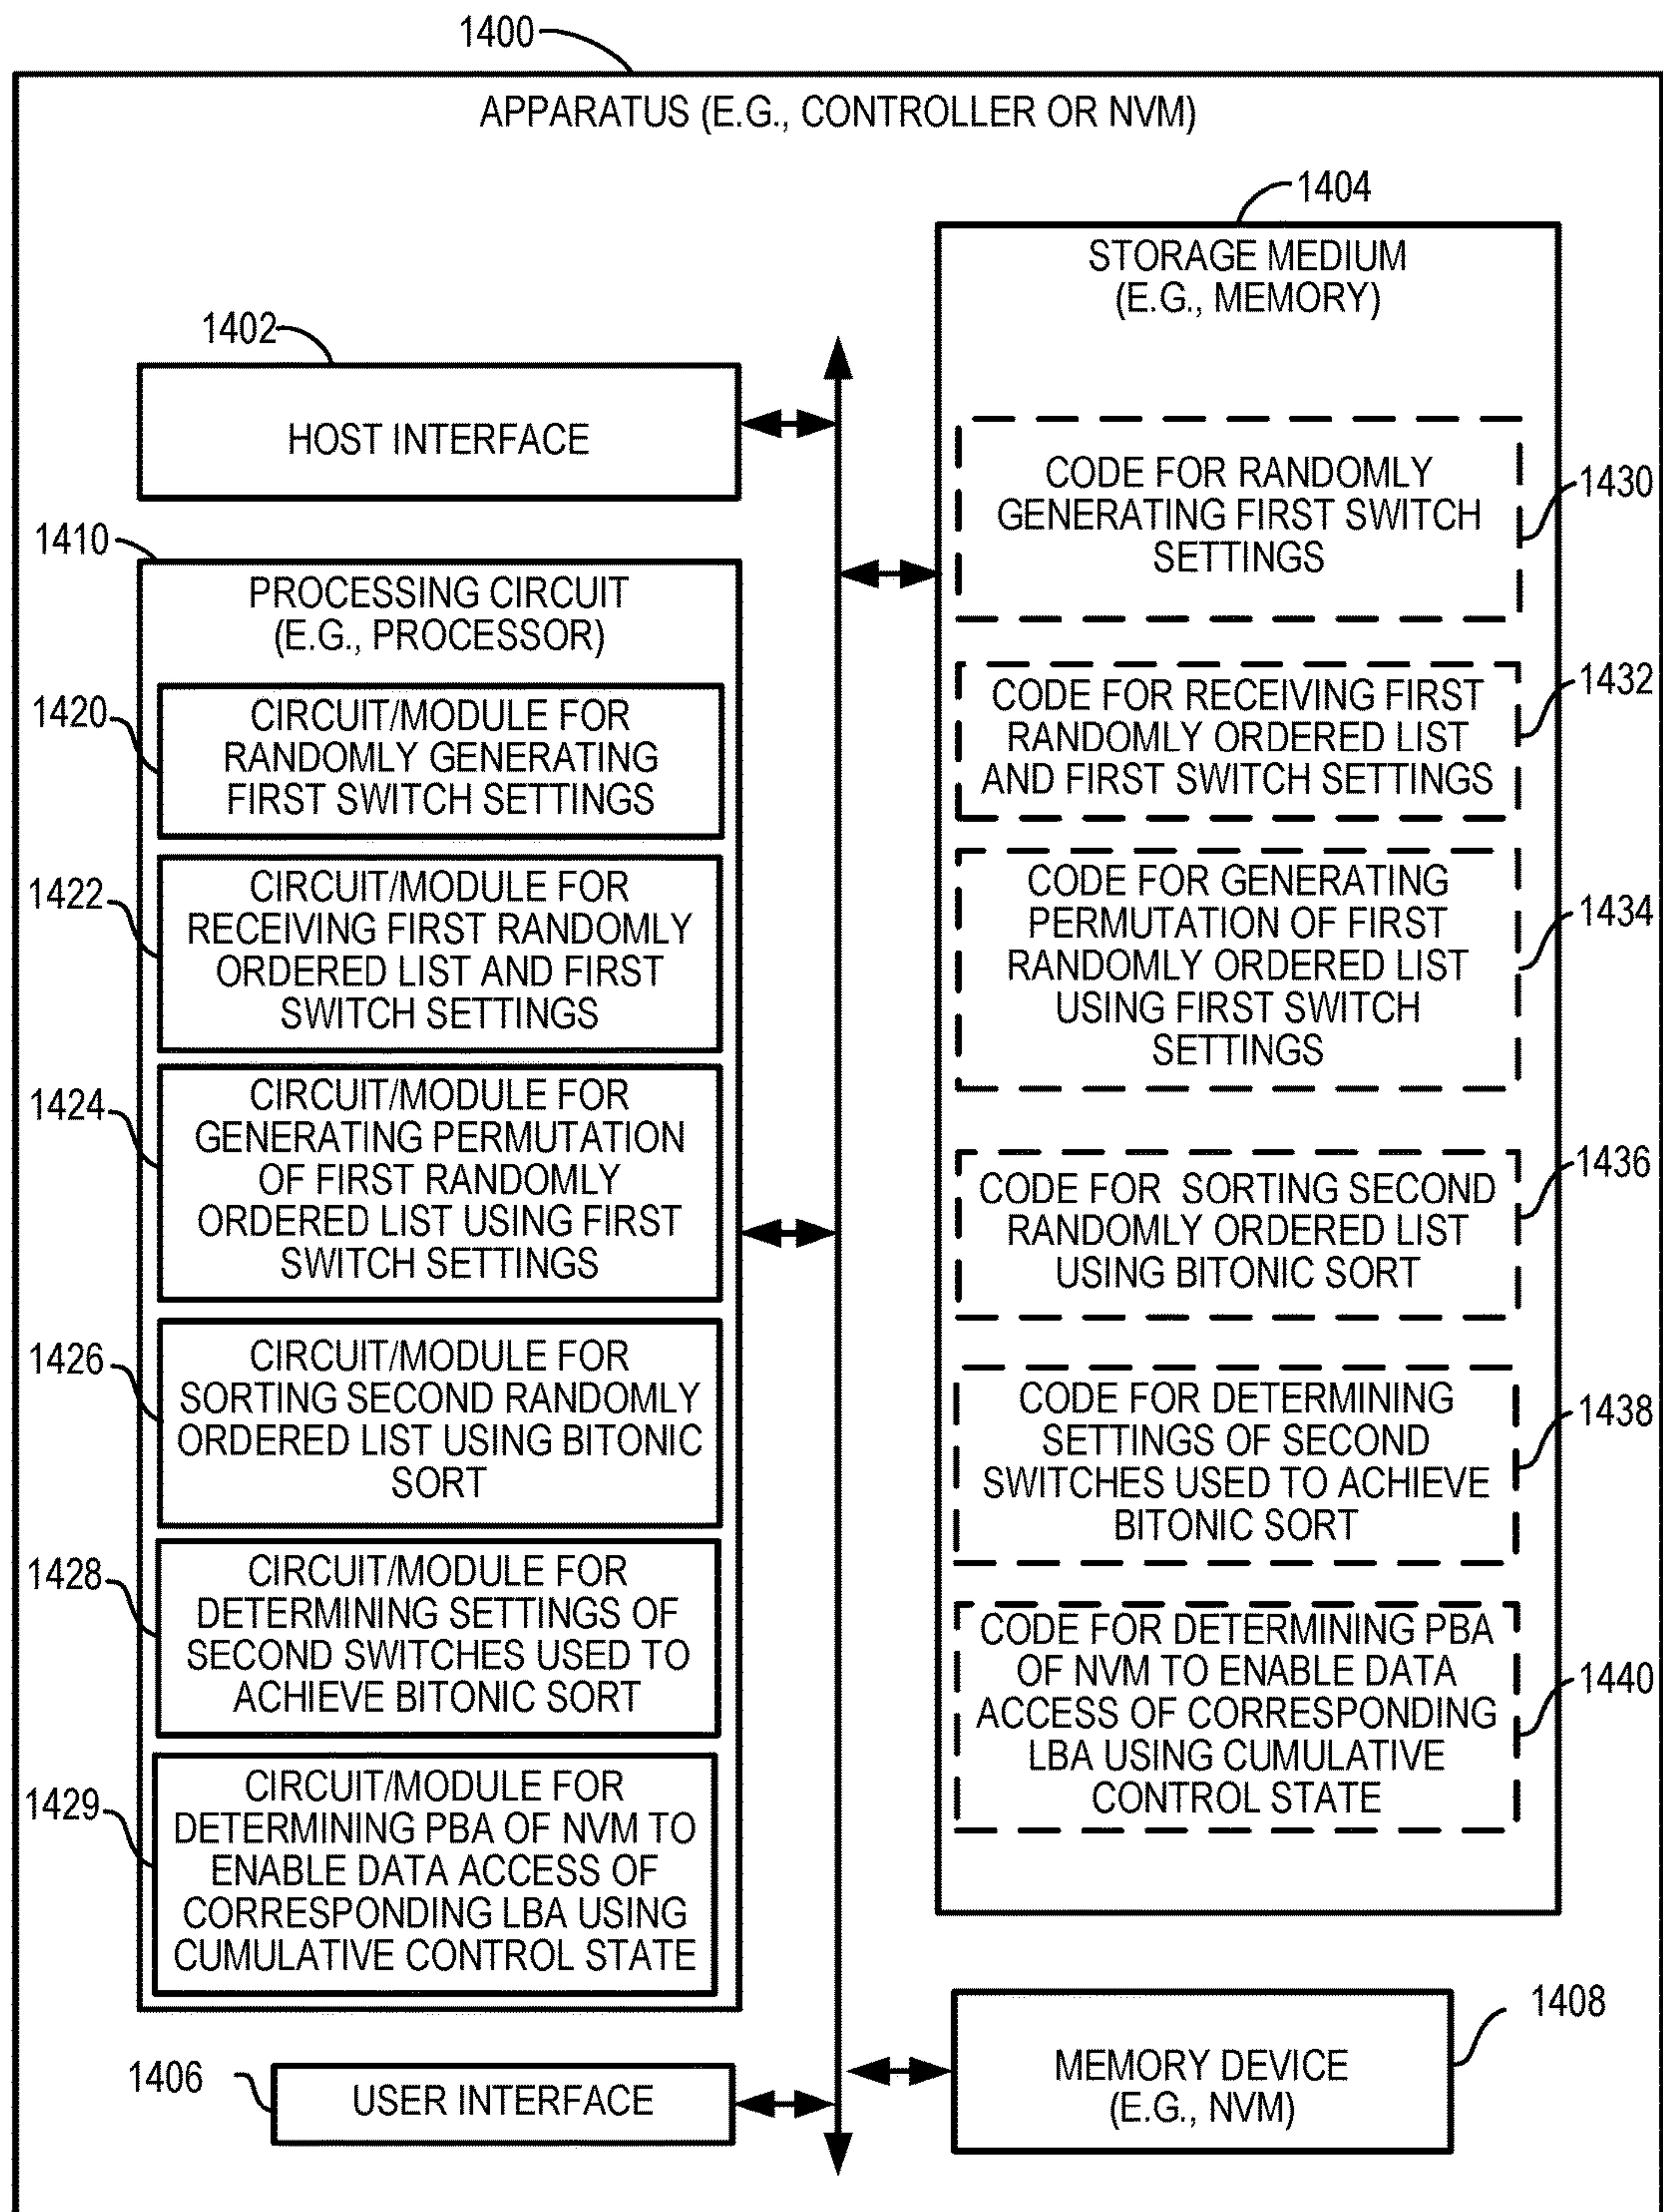 1400
APPARATUS (E.G., CONTROLLER OR NVM)
1402
HOST INTERFACE
1410
PROCESSING CIRCUIT
(E.G., PROCESSOR)
1420
CIRCUIT/MODULE FOR
RANDOMLY GENERATING
FIRST SWITCH SETTINGS
1422
CIRCUIT/MODULE FOR
RECEIVING FIRST RANDOMLY
ORDERED LIST AND FIRST
SWITCH SETTINGS
1424
CIRCUIT/MODULE FOR
GENERATING PERMUTATION
OF FIRST RANDOMLY
ORDERED LIST USING FIRST
SWITCH SETTINGS
1426
CIRCUIT/MODULE FOR
SORTING SECOND RANDOMLY
ORDERED LIST USING BITONIC
SORT
1428
CIRCUIT/MODULE FOR
DETERMINING SETTINGS OF
SECOND SWITCHES USED TO
ACHIEVE BITONIC SORT
1429
CIRCUIT/MODULE FOR
DETERMINING PBA OF NVM TO
ENABLE DATA ACCESS OF
CORRESPONDING LBA USING
CUMULATIVE CONTROL STATE
1406
USER INTERFACE
1404
STORAGE MEDIUM
(E.G., MEMORY)
CODE FOR RANDOMLY
GENERATING FIRST SWITCH
SETTINGS
1430
CODE FOR RECEIVING FIRST
RANDOMLY ORDERED LIST
AND FIRST SWITCH SETTINGS
1432
CODE FOR GENERATING
PERMUTATION OF FIRST
RANDOMLY ORDERED LIST
USING FIRST SWITCH
SETTINGS
1434
CODE FOR SORTING SECOND
RANDOMLY ORDERED LIST
USING BITONIC SORT
1436
CODE FOR DETERMINING
SETTINGS OF SECOND
SWITCHES USED TO ACHIEVE
BITONIC SORT
1438
CODE FOR DETERMINING PBA
OF NVM TO ENABLE DATA
ACCESS OF CORRESPONDING
LBA USING CUMULATIVE
CONTROL STATE
1440
1408
MEMORY DEVICE
(E.G., NVM)